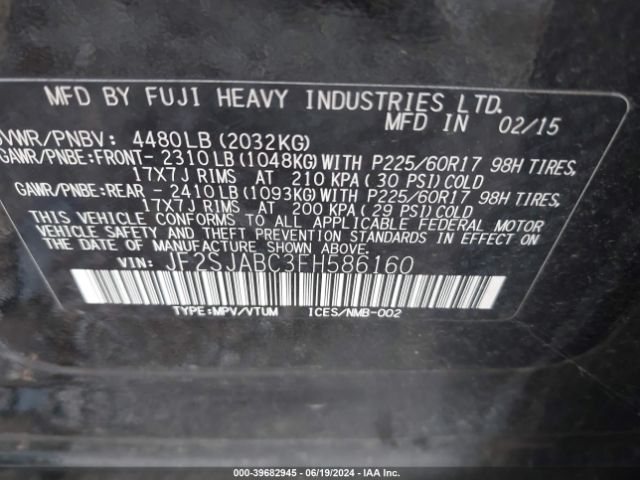 MFD BY FUJI HEAVY INDUSTRIES LTD.
MFD IN 02/15
GVWR/PNBV: 4480LB (2032KG)
GAWR/PNBE:FRONT- 2310LB (1048KG) WITH P225/60R17 98H TIRES,
17X7J RIMS AT 210 KPA (30 PSI) COLD
GAWR/PNBE:REAR - 2410LB (1093KG) WITH P225/60R17 98H TIRES,
17X7J RIMS AT 200 KPA (29 PSI) COLD
THIS VEHICLE CONFORMS TO ALL APPLICABLE FEDERAL MOTOR
VEHICLE SAFETY AND THEFT PREVENTION STANDARDS IN EFFECT
ON THE DATE OF MANUFACTURE SHOWN ABOVE.
VIN: JF2SJABC3FH586160
TYPE:MPV/VTUM ICES/NMB-002
000-39682945 - 06/19/2024 - IAA Inc.